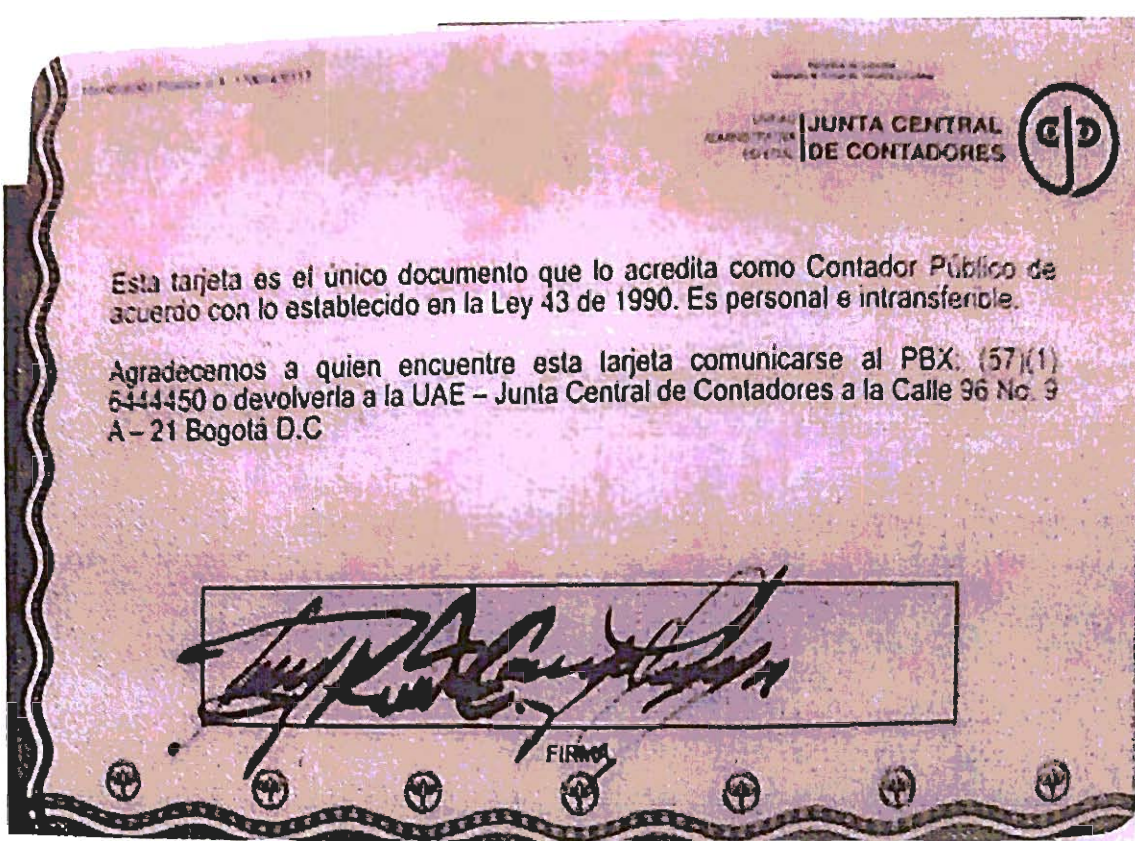 JUNTA CENTRAL
DE CONTADORES
Esta tarjeta es el único documento que lo acredita como Contador Público de
acuerdo con lo establecido en la Ley 43 de 1990. Es personal e intransferible.
Agradecemos a quien encuentre esta tarjeta comunicarse al PBX: (57)(1)
6444450 o devolverla a la UAE – Junta Central de Contadores a la Calle 96 No. 9
A – 21 Bogotá D.C
FIRMA